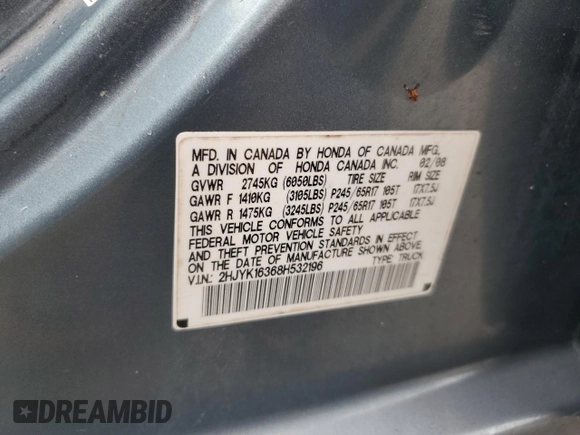 MFD. IN CANADA BY HONDA OF CANADA MFG.
A DIVISION OF HONDA CANADA INC. 02/08
GVWR 2745KG (6050LBS) TIRE SIZE RIM SIZE
GAWR F 1410KG (3105LBS) P245/65R17 105T 17X7.5J
GAWR R 1475KG (3245LBS) P245/65R17 105T 17X7.5J
THIS VEHICLE CONFORMS TO ALL APPLICABLE
FEDERAL MOTOR VEHICLE SAFETY
AND THEFT PREVENTION STANDARDS IN EFFECT
ON THE DATE OF MANUFACTURE SHOWN ABOVE.
V.I.N.: 2HJYK16368H532196 TYPE: TRUCK
DREAMBID